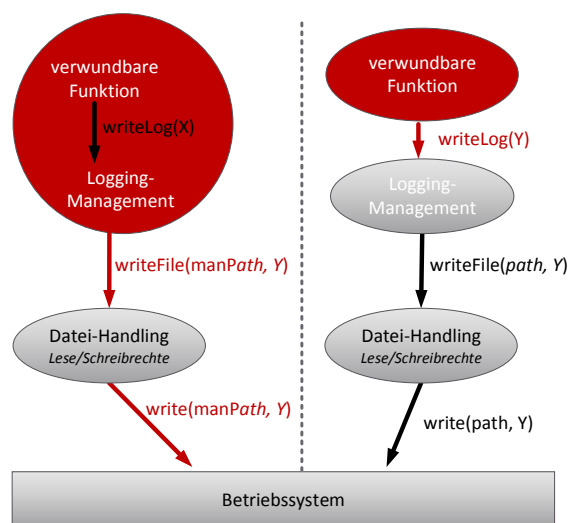 verwundbare
Funktion
writeLog(X)
Logging-
Management
writeFile(manPath, Y)
Datei-Handling
Lese/Schreibrechte
write(manPath, Y)
verwundbare
Funktion
writeLog(Y)
Logging-
Management
writeFile(path, Y)
Datei-Handling
Lese/Schreibrechte
write(path, Y)
Betriebssystem